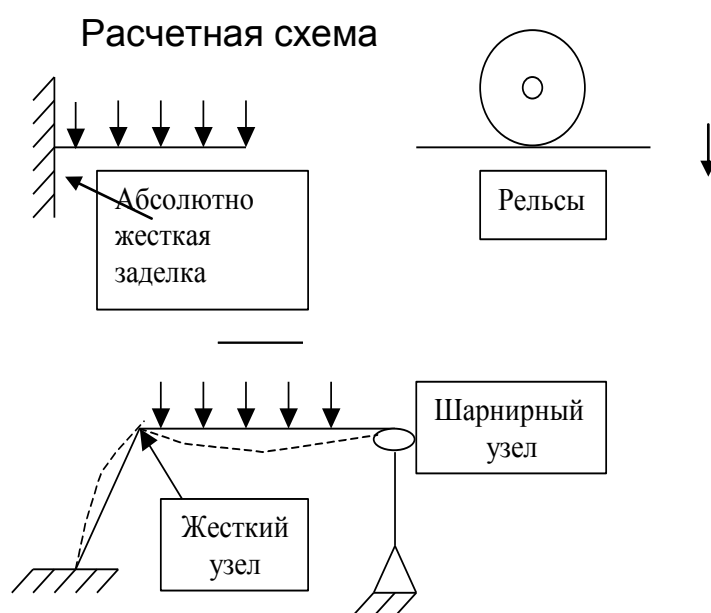 Расчетная схема
Абсолютно
жесткая
заделка
Рельсы
Шарнирный
узел
Жесткий
узел